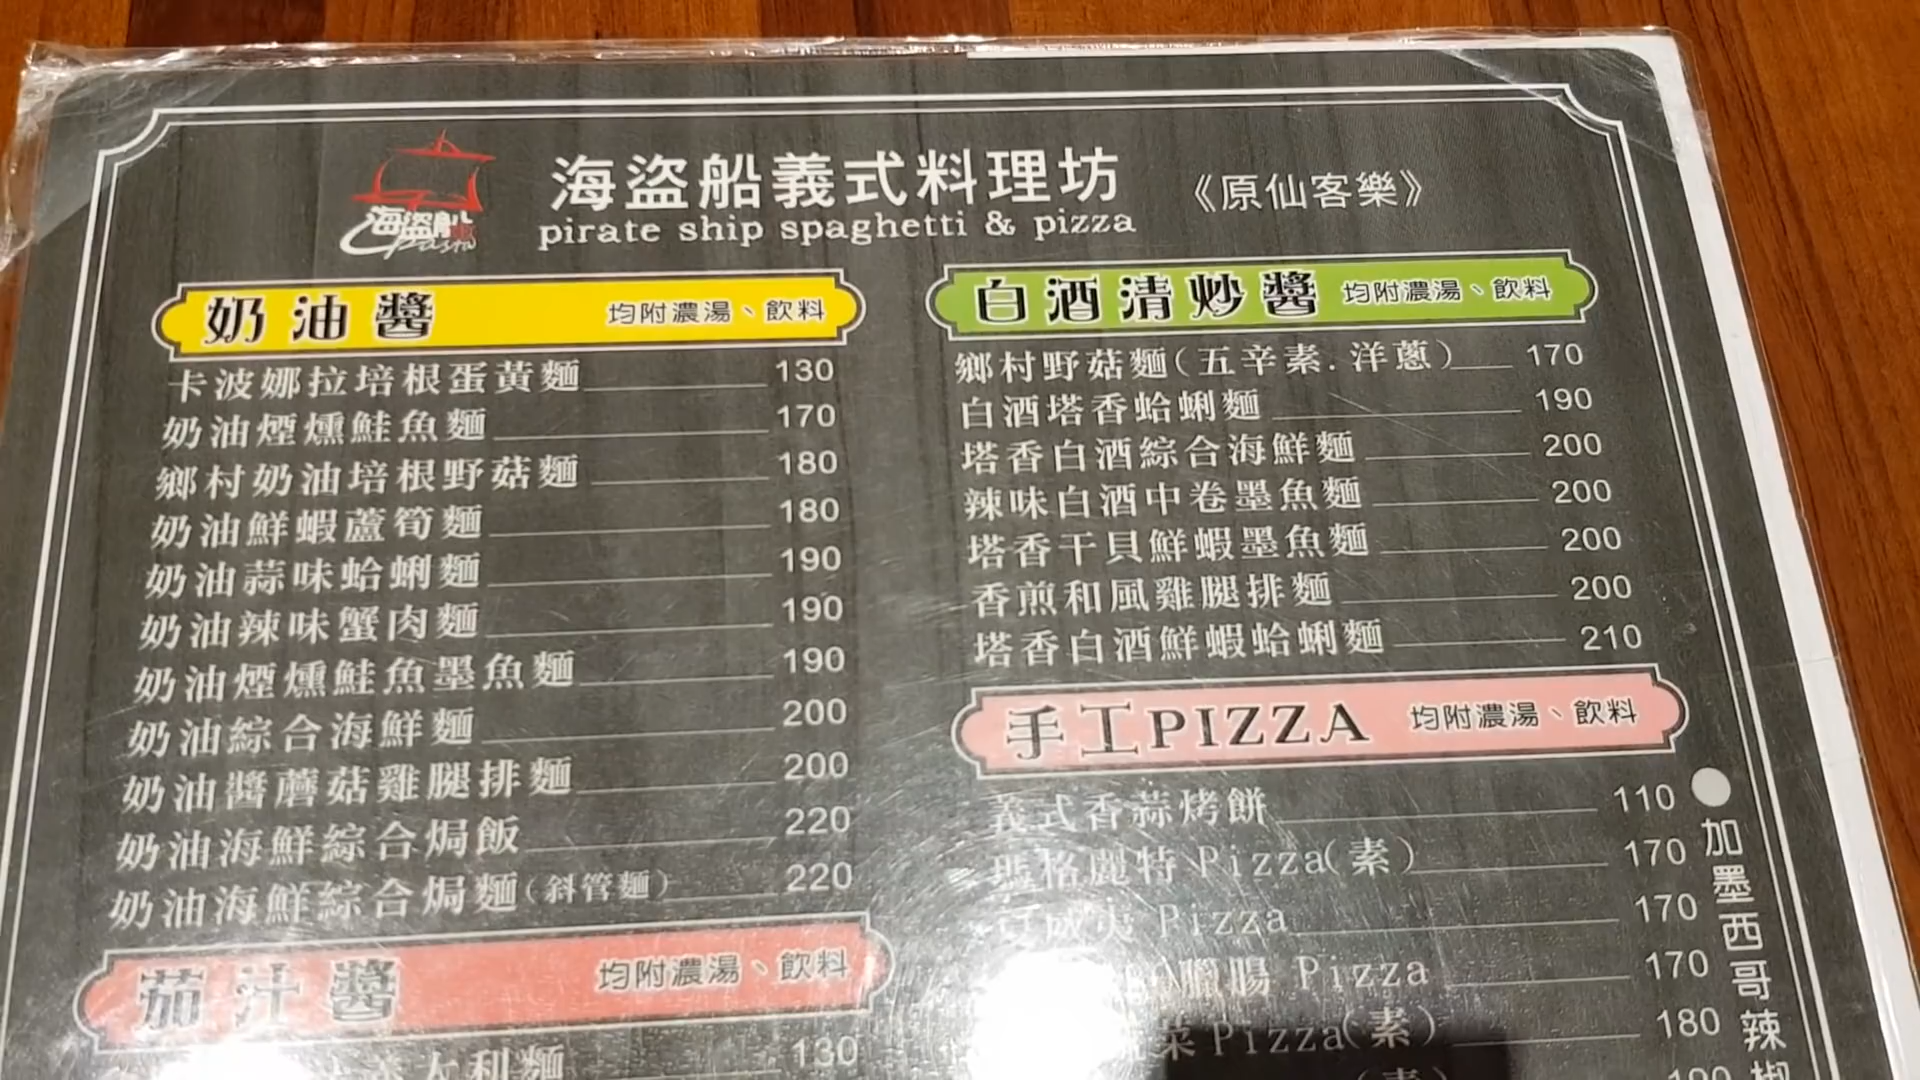 海盜船
pasta
海盜船義式料理坊
《原仙客樂》
pirate ship spaghetti & pizza
奶油醬 均附濃湯、飲料
卡波娜拉培根蛋黃麵 130
奶油煙燻鮭魚麵 170
鄉村奶油培根野菇麵 180
奶油鮮蝦蘆筍麵 180
奶油蒜味蛤蜊麵 190
奶油辣味蟹肉麵 190
奶油煙燻鮭魚墨魚麵 190
奶油綜合海鮮麵 200
奶油醬蘑菇雞腿排麵 200
奶油海鮮綜合焗飯 220
奶油海鮮綜合焗麵(斜管麵) 220
茄汁醬 均附濃湯、飲料
大利麵 130
白酒清炒醬 均附濃湯、飲料
鄉村野菇麵(五辛素.洋蔥) 170
白酒塔香蛤蜊麵 190
塔香白酒綜合海鮮麵 200
辣味白酒中卷墨魚麵 200
塔香干貝鮮蝦墨魚麵 200
香煎和風雞腿排麵 200
塔香白酒鮮蝦蛤蜊麵 210
手工PIZZA 均附濃湯、飲料
義式香蒜烤餅 110
瑪格麗特 Pizza(素) 170
Pizza 170
臘腸 Pizza 170
菜Pizza(素) 180
(素) 190
加墨西哥辣椒